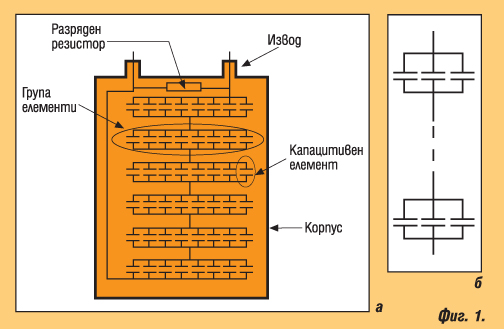 Разряден
резистор
Извод
Група
елементи
Капацитивен
елемент
Корпус
а
б
Фиг. 1.